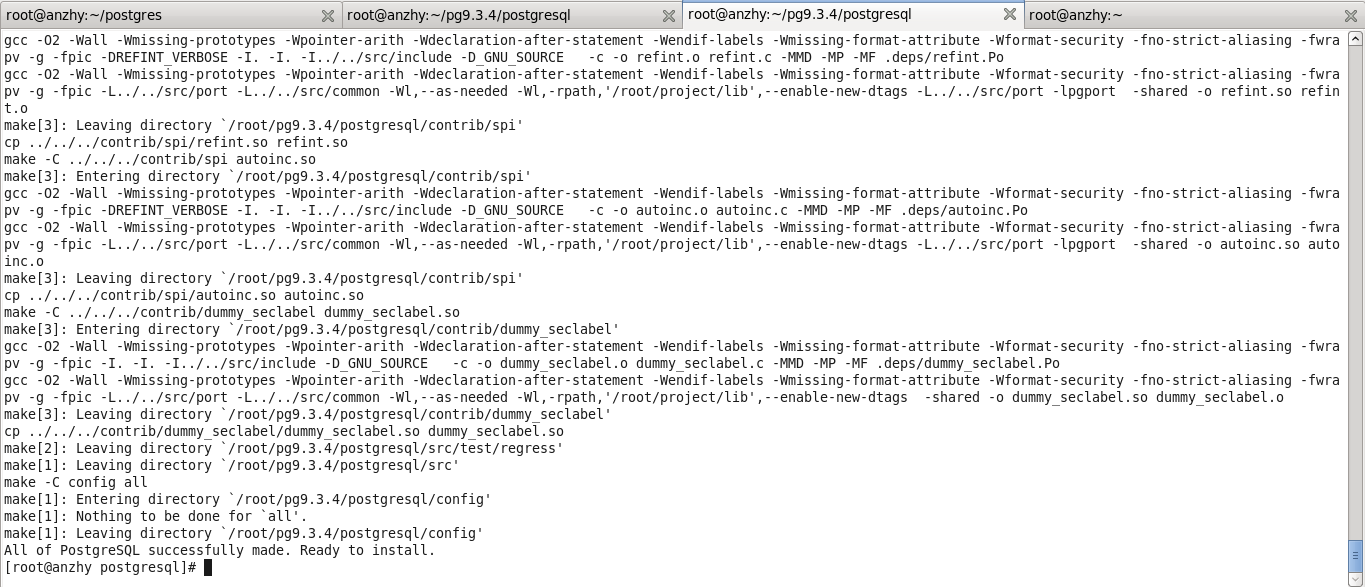 root@anzhy:~/postgres root@anzhy:~/pg9.3.4/postgresql root@anzhy:~/pg9.3.4/postgresql root@anzhy:~
gcc -O2 -Wall -Wmissing-prototypes -Wpointer-arith -Wdeclaration-after-statement -Wendif-labels -Wmissing-format-attribute -Wformat-security -fno-strict-aliasing -fwra
pv -g -fpic -DREFINT_VERBOSE -I. -I. -I../../src/include -D_GNU_SOURCE   -c -o refint.o refint.c -MMD -MP -MF .deps/refint.Po
gcc -O2 -Wall -Wmissing-prototypes -Wpointer-arith -Wdeclaration-after-statement -Wendif-labels -Wmissing-format-attribute -Wformat-security -fno-strict-aliasing -fwra
pv -g -fpic -L../../src/port -L../../src/common -Wl,--as-needed -Wl,-rpath,'/root/project/lib',--enable-new-dtags -L../../src/port -lpgport  -shared -o refint.so refin
t.o
make[3]: Leaving directory `/root/pg9.3.4/postgresql/contrib/spi'
cp ../../../contrib/spi/refint.so refint.so
make -C ../../../contrib/spi autoinc.so
make[3]: Entering directory `/root/pg9.3.4/postgresql/contrib/spi'
gcc -O2 -Wall -Wmissing-prototypes -Wpointer-arith -Wdeclaration-after-statement -Wendif-labels -Wmissing-format-attribute -Wformat-security -fno-strict-aliasing -fwra
pv -g -fpic -DREFINT_VERBOSE -I. -I. -I../../src/include -D_GNU_SOURCE   -c -o autoinc.o autoinc.c -MMD -MP -MF .deps/autoinc.Po
gcc -O2 -Wall -Wmissing-prototypes -Wpointer-arith -Wdeclaration-after-statement -Wendif-labels -Wmissing-format-attribute -Wformat-security -fno-strict-aliasing -fwra
pv -g -fpic -L../../src/port -L../../src/common -Wl,--as-needed -Wl,-rpath,'/root/project/lib',--enable-new-dtags -L../../src/port -lpgport  -shared -o autoinc.so auto
inc.o
make[3]: Leaving directory `/root/pg9.3.4/postgresql/contrib/spi'
cp ../../../contrib/spi/autoinc.so autoinc.so
make -C ../../../contrib/dummy_seclabel dummy_seclabel.so
make[3]: Entering directory `/root/pg9.3.4/postgresql/contrib/dummy_seclabel'
gcc -O2 -Wall -Wmissing-prototypes -Wpointer-arith -Wdeclaration-after-statement -Wendif-labels -Wmissing-format-attribute -Wformat-security -fno-strict-aliasing -fwra
pv -g -fpic -I. -I. -I../../src/include -D_GNU_SOURCE   -c -o dummy_seclabel.o dummy_seclabel.c -MMD -MP -MF .deps/dummy_seclabel.Po
gcc -O2 -Wall -Wmissing-prototypes -Wpointer-arith -Wdeclaration-after-statement -Wendif-labels -Wmissing-format-attribute -Wformat-security -fno-strict-aliasing -fwra
pv -g -fpic -L../../src/port -L../../src/common -Wl,--as-needed -Wl,-rpath,'/root/project/lib',--enable-new-dtags  -shared -o dummy_seclabel.so dummy_seclabel.o
make[3]: Leaving directory `/root/pg9.3.4/postgresql/contrib/dummy_seclabel'
cp ../../../contrib/dummy_seclabel/dummy_seclabel.so dummy_seclabel.so
make[2]: Leaving directory `/root/pg9.3.4/postgresql/src/test/regress'
make[1]: Leaving directory `/root/pg9.3.4/postgresql/src'
make -C config all
make[1]: Entering directory `/root/pg9.3.4/postgresql/config'
make[1]: Nothing to be done for `all'.
make[1]: Leaving directory `/root/pg9.3.4/postgresql/config'
All of PostgreSQL successfully made. Ready to install.
[root@anzhy postgresql]#